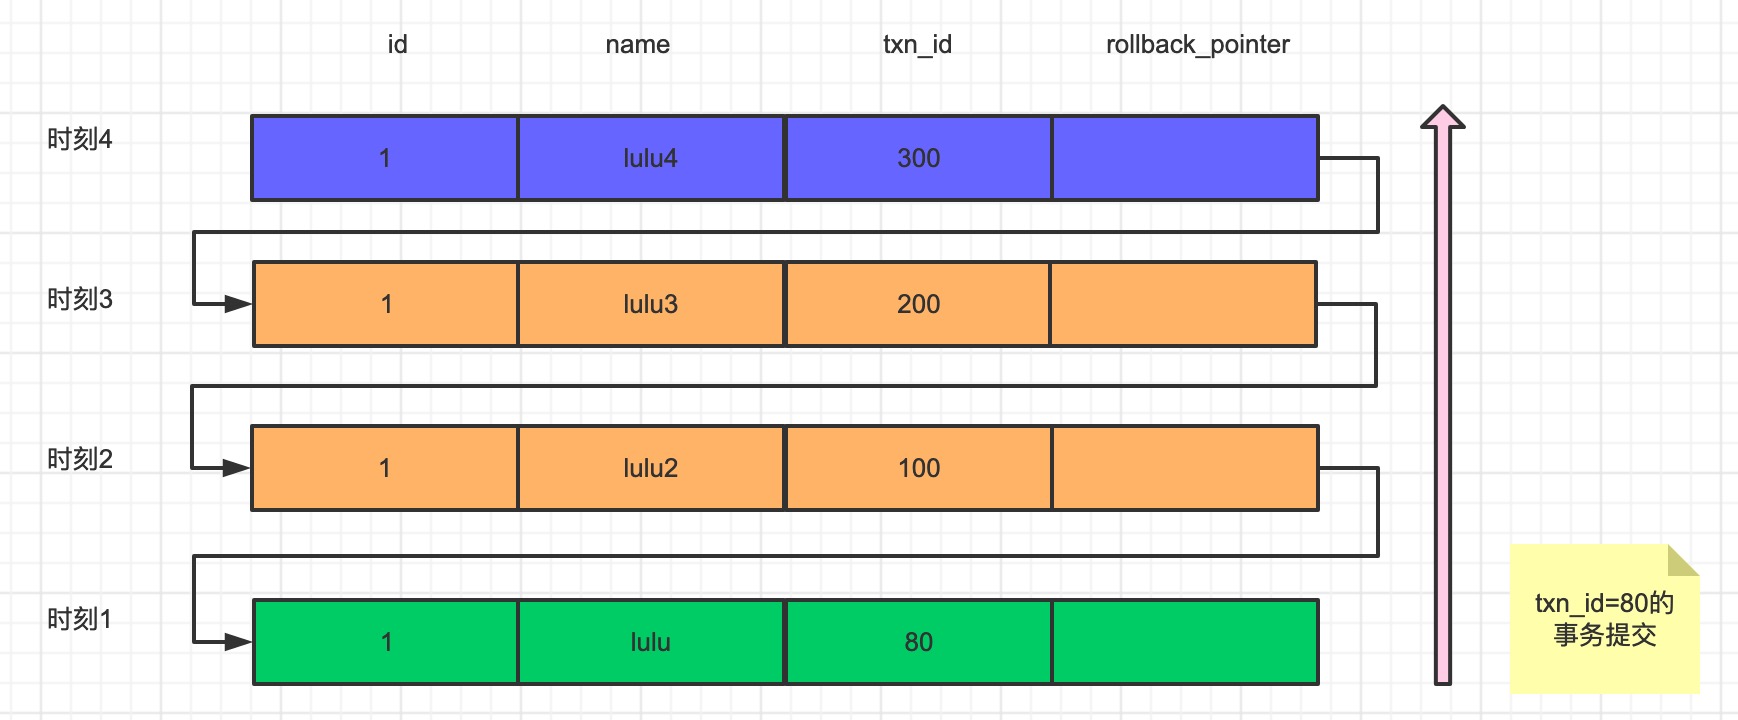 id name txn_id rollback_pointer
时刻4 1 lulu4 300
时刻3 1 lulu3 200
时刻2 1 lulu2 100
时刻1 1 lulu 80
txn_id=80的
事务提交